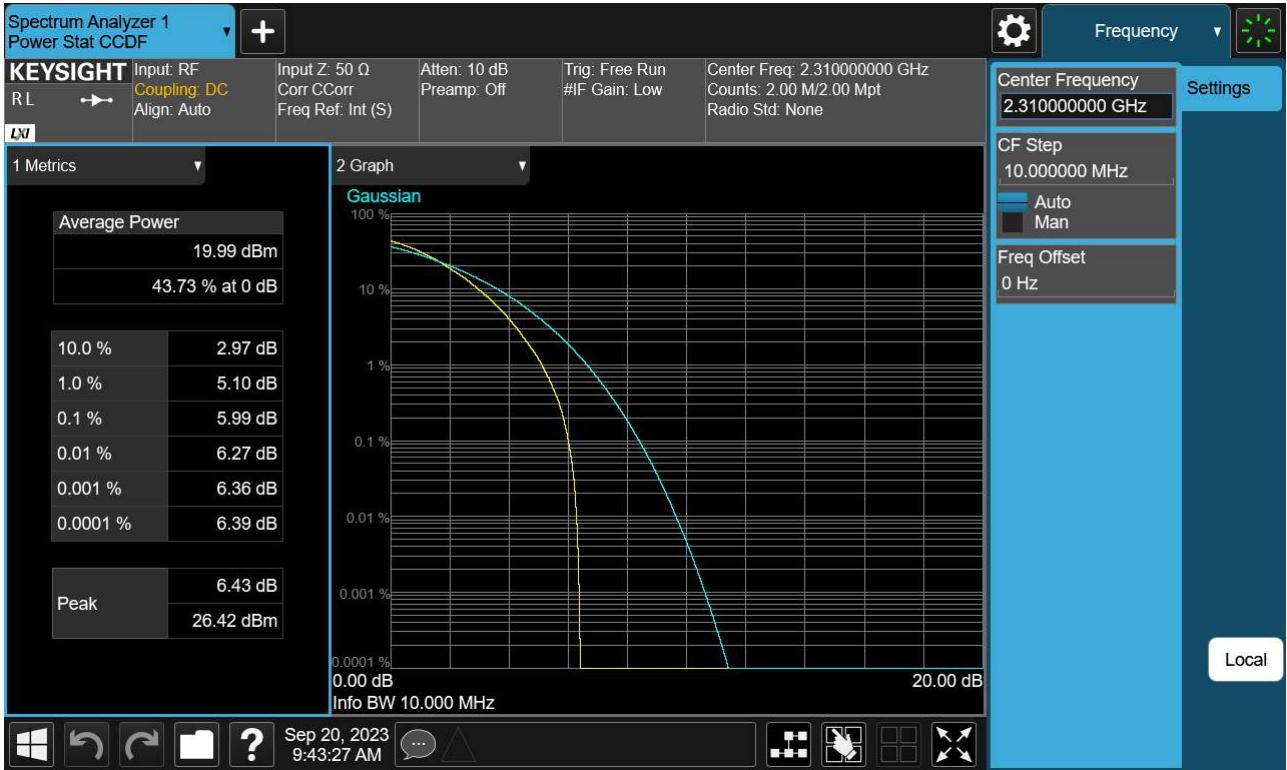 Spectrum Analyzer 1
Power Stat CCDF
▼
+
Frequency
▼
KEYSIGHT
RL
LXI
Input: RF
Coupling: DC
Align: Auto
Input Z: 50 Ω
Corr CCorr
Freq Ref: Int (S)
Atten: 10 dB
Preamp: Off
Trig: Free Run
#IF Gain: Low
Center Freq: 2.310000000 GHz
Counts: 2.00 M/2.00 Mpt
Radio Std: None
1 Metrics
▼
Average Power
19.99 dBm
43.73 % at 0 dB
10.0 % 2.97 dB
1.0 % 5.10 dB
0.1 % 5.99 dB
0.01 % 6.27 dB
0.001 % 6.36 dB
0.0001 % 6.39 dB
Peak
6.43 dB
26.42 dBm
2 Graph
▼
Gaussian
100 %
10 %
1 %
0.1 %
0.01 %
0.001 %
0.0001 %
0.00 dB 20.00 dB
Info BW 10.000 MHz
Center Frequency
2.310000000 GHz
CF Step
10.000000 MHz
Auto
Man
Freq Offset
0 Hz
Settings
Local
?
Sep 20, 2023
9:43:27 AM